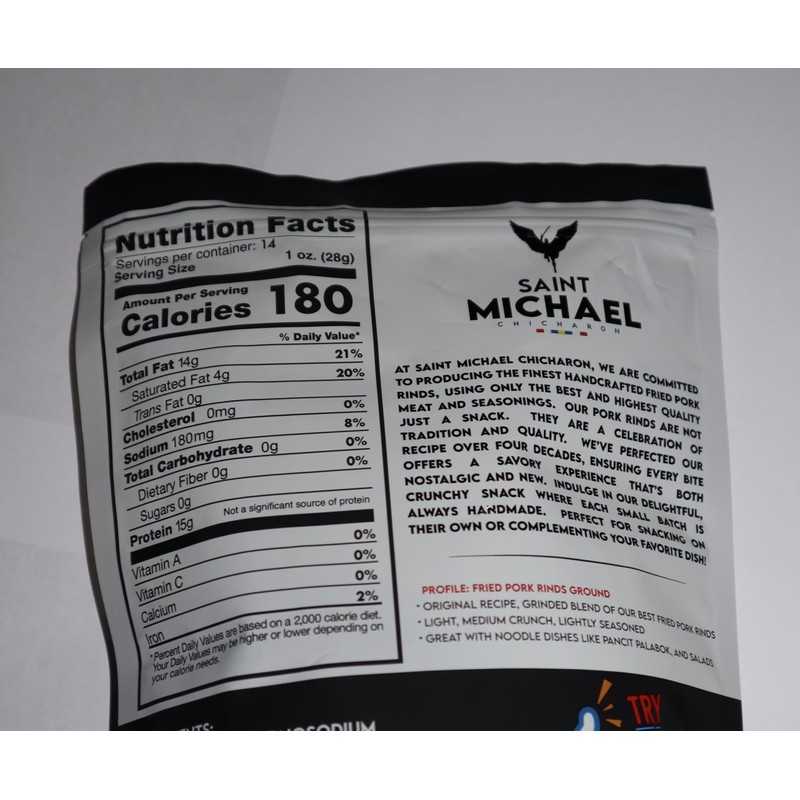 Nutrition Facts
Servings per container: 14
Serving Size 1 oz. (28g)
Amount Per Serving
Calories 180
% Daily Value*
Total Fat 14g 21%
Saturated Fat 4g 20%
Trans Fat 0g
Cholesterol 0mg 0%
Sodium 180mg 8%
Total Carbohydrate 0g 0%
Dietary Fiber 0g 0%
Sugars 0g
Protein 15g Not a significant source of protein
Vitamin A 0%
Vitamin C 0%
Calcium 0%
Iron 2%
*Percent Daily Values are based on a 2,000 calorie diet.
Your Daily Values may be higher or lower depending on
your calorie needs.
SAINT
MICHAEL
CHICHARON
AT SAINT MICHAEL CHICHARON, WE ARE COMMITTED
TO PRODUCING THE FINEST HANDCRAFTED FRIED PORK
RINDS, USING ONLY THE BEST AND HIGHEST QUALITY
MEAT AND SEASONINGS. OUR PORK RINDS ARE NOT
JUST A SNACK. THEY ARE A CELEBRATION OF
TRADITION AND QUALITY. WE'VE PERFECTED OUR
RECIPE OVER FOUR DECADES, ENSURING EVERY BITE
OFFERS A SAVORY EXPERIENCE THAT'S BOTH
NOSTALGIC AND NEW. INDULGE IN OUR DELIGHTFUL,
CRUNCHY SNACK WHERE EACH SMALL BATCH IS
ALWAYS HANDMADE. PERFECT FOR SNACKING ON
THEIR OWN OR COMPLEMENTING YOUR FAVORITE DISH!
PROFILE: FRIED PORK RINDS GROUND
• ORIGINAL RECIPE, GRINDED BLEND OF OUR BEST FRIED PORK RINDS
• LIGHT, MEDIUM CRUNCH, LIGHTLY SEASONED
• GREAT WITH NOODLE DISHES LIKE PANCIT PALABOK, AND SALADS
TRY